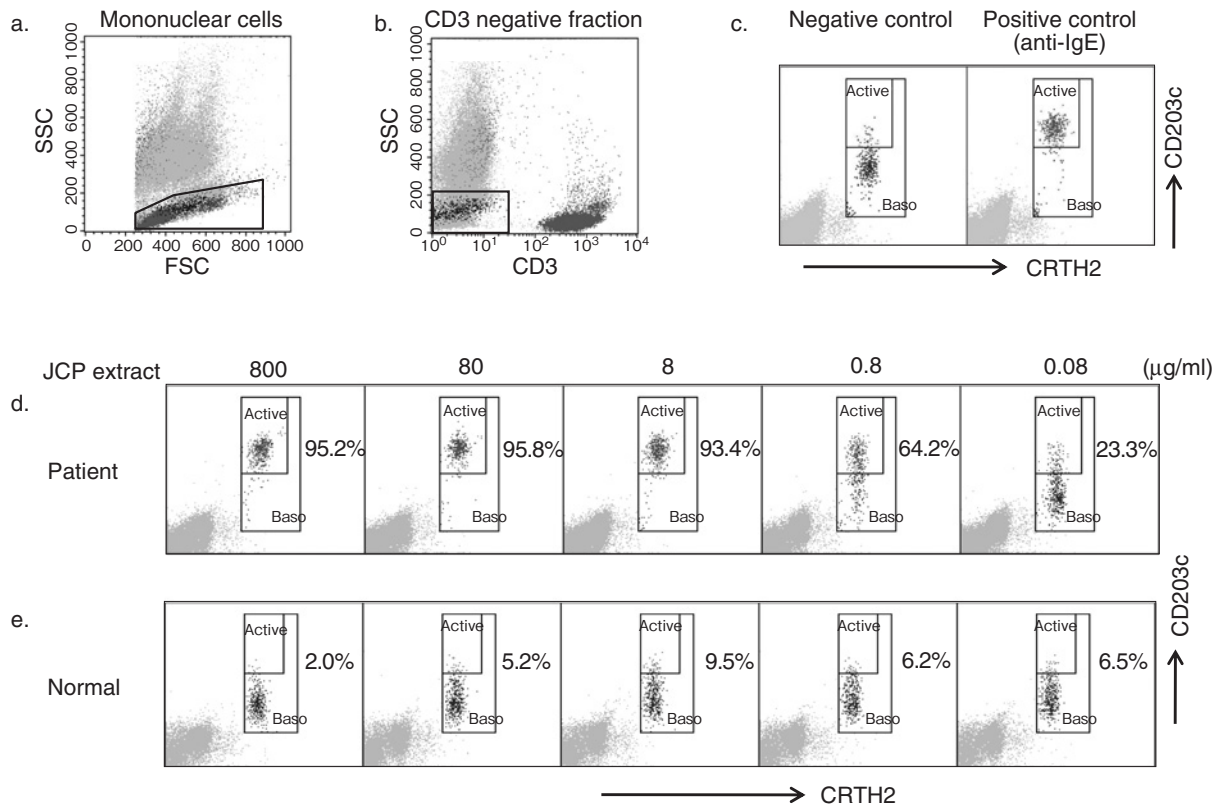 a. Mononuclear cells
SSC
0 200 400 600 800 1000
0 200 400 600 800 1000
FSC
b. CD3 negative fraction
SSC
0 200 400 600 800 1000
10⁰ 10¹ 10² 10³ 10⁴
CD3
c. Negative control
Positive control
(anti-IgE)
Active
Baso
Active
Baso
CD203c
CRTH2
JCP extract 800 80 8 0.8 0.08 (μg/ml)
d.
Patient
Active Active Active Active Active
95.2% 95.8% 93.4% 64.2% 23.3%
Baso Baso Baso Baso Baso
e.
Normal
Active Active Active Active Active
2.0% 5.2% 9.5% 6.2% 6.5%
Baso Baso Baso Baso Baso
CD203c
CRTH2